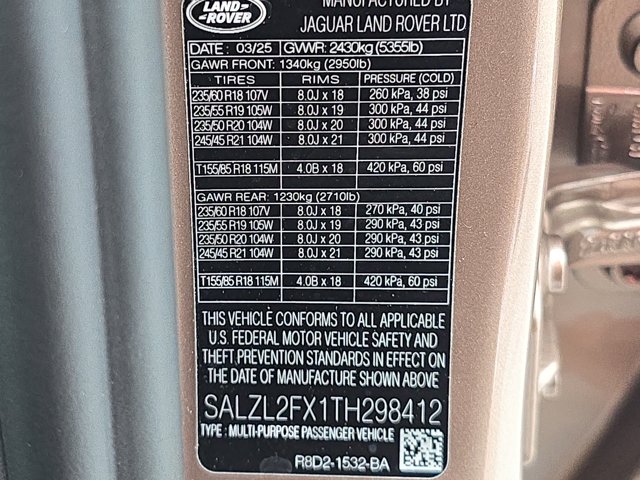 LAND-
ROVER
MANUFACTURED BY
JAGUAR LAND ROVER LTD
DATE: 03/25 GVWR: 2430kg (5355lb)
GAWR FRONT: 1340kg (2950lb)
TIRES RIMS PRESSURE (COLD)
235/60 R18 107V 8.0J x 18 260 kPa, 38 psi
235/55 R19 105W 8.0J x 19 300 kPa, 44 psi
235/50 R20 104W 8.0J x 20 300 kPa, 44 psi
245/45 R21 104W 8.0J x 21 300 kPa, 44 psi
T155/85 R18 115M 4.0B x 18 420 kPa, 60 psi
GAWR REAR: 1230kg (2710lb)
235/60 R18 107V 8.0J x 18 270 kPa, 40 psi
235/55 R19 105W 8.0J x 19 290 kPa, 43 psi
235/50 R20 104W 8.0J x 20 290 kPa, 43 psi
245/45 R21 104W 8.0J x 21 290 kPa, 43 psi
T155/85 R18 115M 4.0B x 18 420 kPa, 60 psi
THIS VEHICLE CONFORMS TO ALL APPLICABLE
U.S. FEDERAL MOTOR VEHICLE SAFETY AND
THEFT PREVENTION STANDARDS IN EFFECT ON
THE DATE OF MANUFACTURE SHOWN ABOVE
SALZL2FX1TH298412
TYPE: MULTI-PURPOSE PASSENGER VEHICLE
R8D2-1532-BA